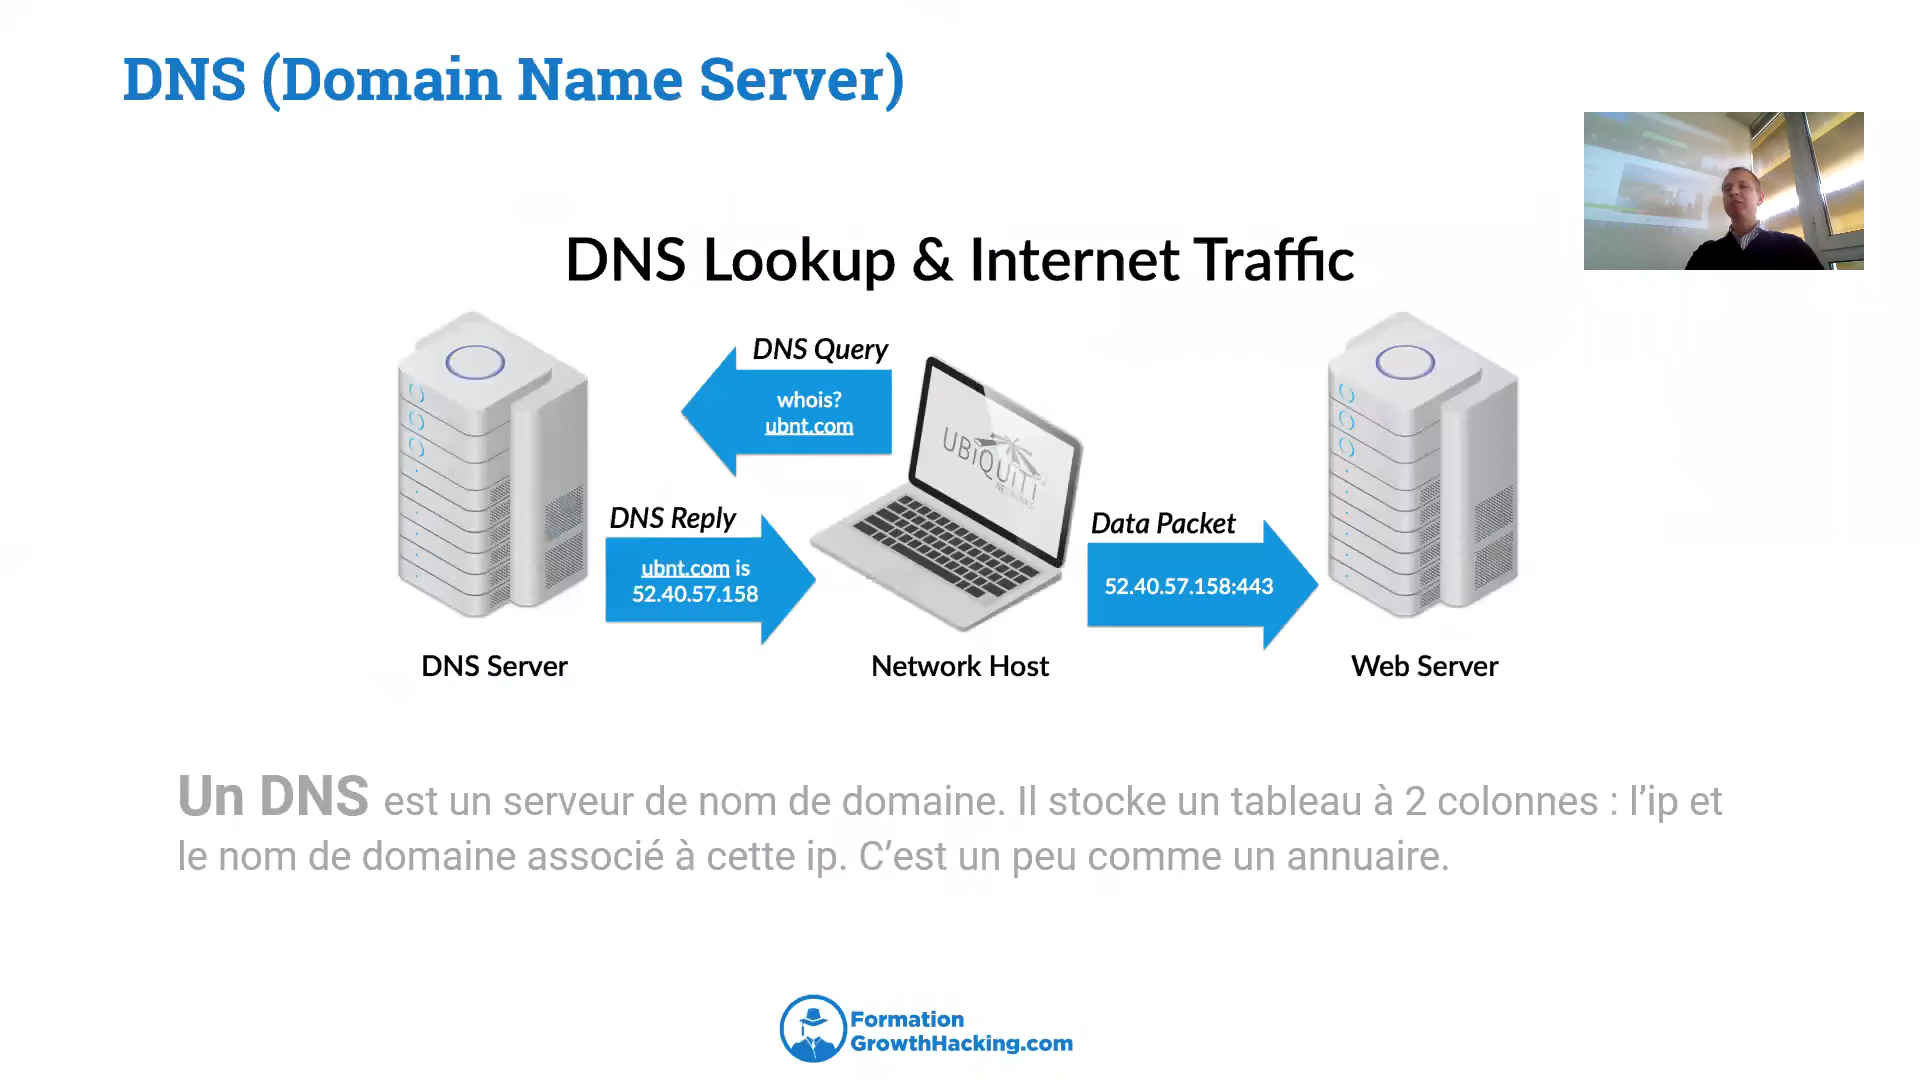 DNS (Domain Name Server)
DNS Lookup & Internet Traffic
DNS Query
whois?
ubnt.com
UBiQUiTi
NETWORKS
DNS Reply
ubnt.com is
52.40.57.158
Data Packet
52.40.57.158:443
DNS Server
Network Host
Web Server
Un DNS est un serveur de nom de domaine. Il stocke un tableau à 2 colonnes : l’ip et
le nom de domaine associé à cette ip. C’est un peu comme un annuaire.
Formation
GrowthHacking.com